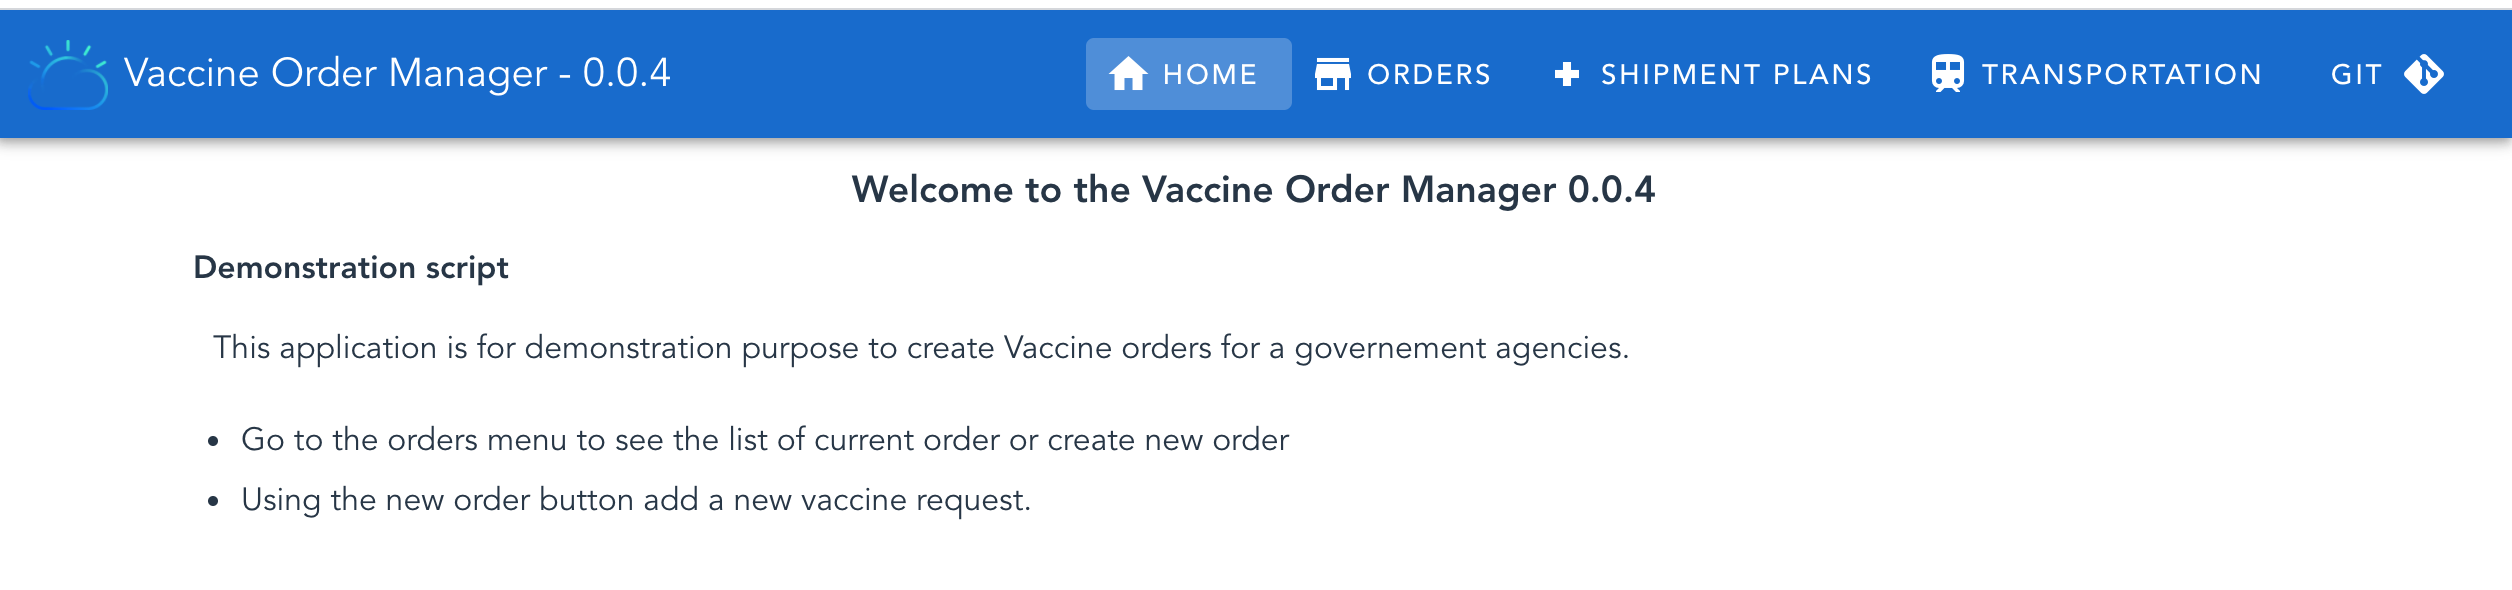 Vaccine Order Manager - 0.0.4
HOME
ORDERS
SHIPMENT PLANS
TRANSPORTATION
GIT
Welcome to the Vaccine Order Manager 0.0.4
Demonstration script
This application is for demonstration purpose to create Vaccine orders for a governement agencies.
• Go to the orders menu to see the list of current order or create new order
• Using the new order button add a new vaccine request.